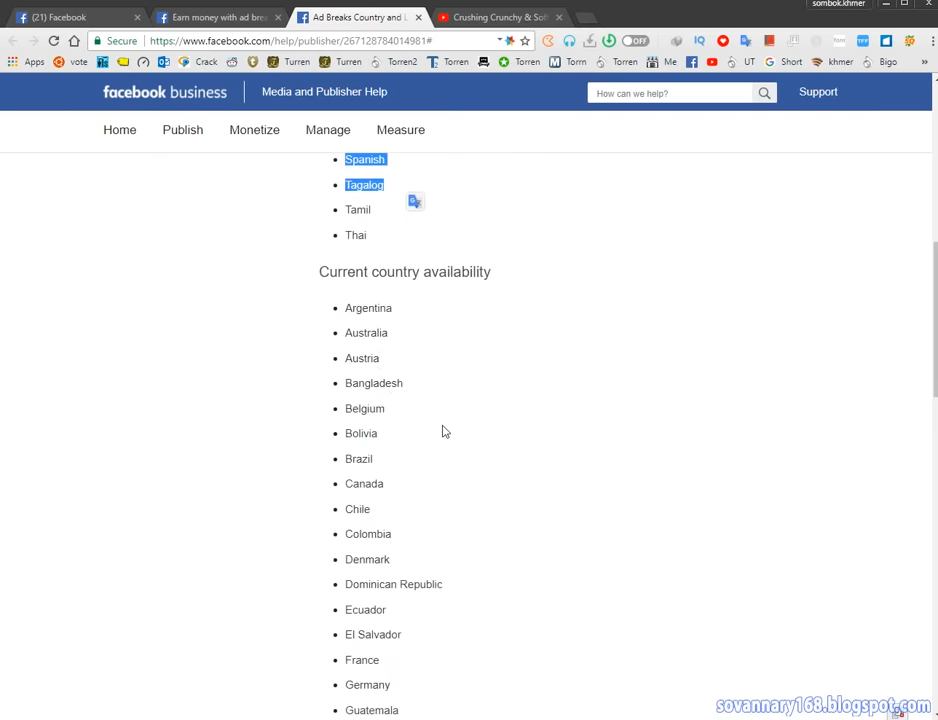 sombok.khmer
(21) Facebook
Earn money with ad brea
Ad Breaks Country and L
Crushing Crunchy & Sof
Secure
https://www.facebook.com/help/publisher/267128784014981#
OFF
IQ
Apps
vote
Crack
Turren
Turren
Torren2
Torren
Torren
Torrn
Torren
Me
UT
Short
khmer
Bigo
facebook business
Media and Publisher Help
How can we help?
Support
Home
Publish
Monetize
Manage
Measure
Spanish
Tagalog
Tamil
Thai
Current country availability
Argentina
Australia
Austria
Bangladesh
Belgium
Bolivia
Brazil
Canada
Chile
Colombia
Denmark
Dominican Republic
Ecuador
El Salvador
France
Germany
Guatemala
sovannary168.blogspot.com